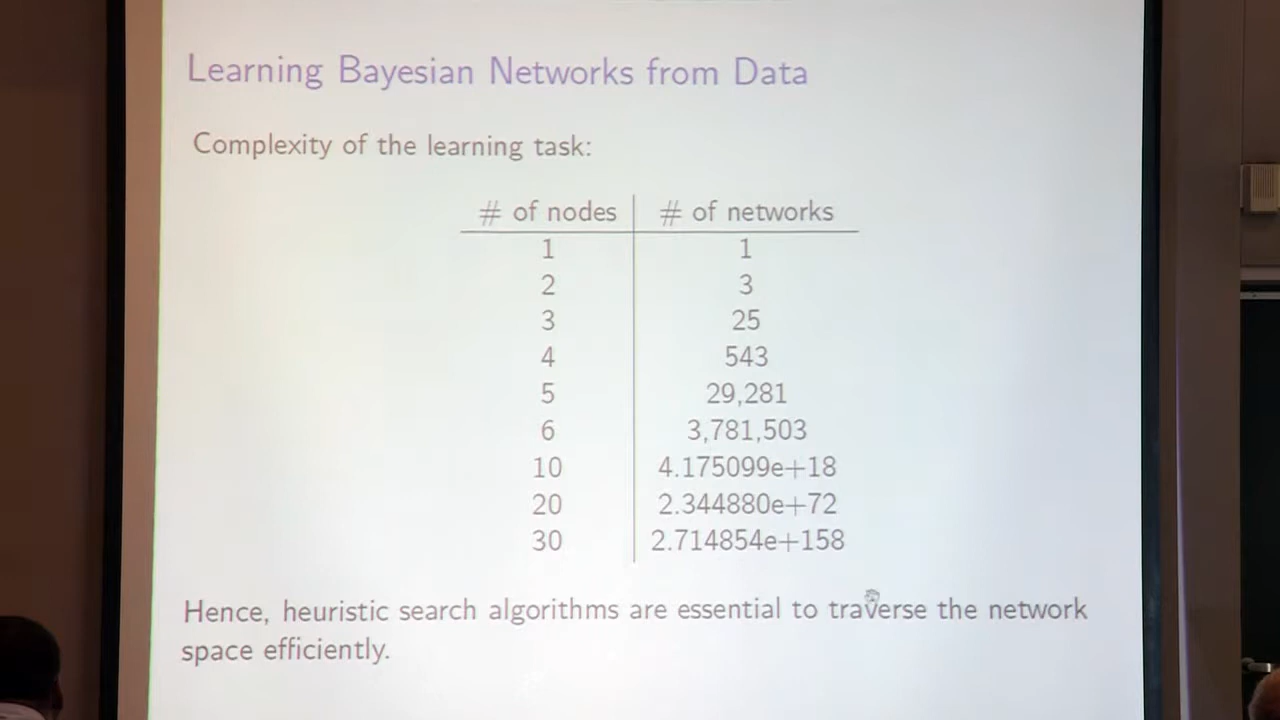 Learning Bayesian Networks from Data
Complexity of the learning task:
# of nodes # of networks
1 1
2 3
3 25
4 543
5 29,281
6 3,781,503
10 4.175099e+18
20 2.344880e+72
30 2.714854e+158
Hence, heuristic search algorithms are essential to traverse the network
space efficiently.